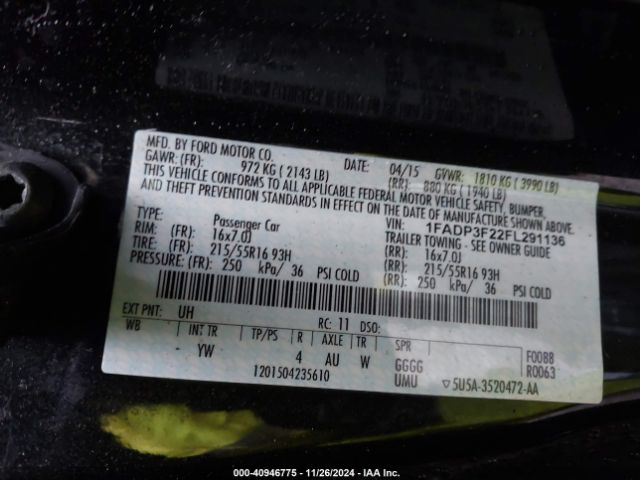 MFD. BY FORD MOTOR CO.
DATE: 04/15 GVWR: 1810 KG ( 3990 LB)
GAWR: (FR): 972 KG ( 2143 LB) (RR): 880 KG ( 1940 LB)
THIS VEHICLE CONFORMS TO ALL APPLICABLE FEDERAL MOTOR VEHICLE SAFETY, BUMPER,
AND THEFT PREVENTION STANDARDS IN EFFECT ON THE DATE OF MANUFACTURE SHOWN ABOVE.
VIN: 1FADP3F22FL291136
TYPE: Passenger Car TRAILER TOWING - SEE OWNER GUIDE
RIM: (FR): 16x7.0J (RR): 16x7.0J
TIRE: (FR): 215/55R16 93H (RR): 215/55R16 93H
PRESSURE: (FR): 250 kPa/ 36 PSI COLD (RR): 250 kPa/ 36 PSI COLD
EXT PNT: UH RC: 11 DSO:
WB INT TR TP/PS R AXLE TR SPR
YW 4 AU W GGGG F0088
UMU R0063
1201504235610 ▽5U5A-3520472-AA
000-40946775 - 11/26/2024 - IAA Inc.